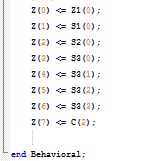 Z(0) <= Z1(0);
Z(1) <= S1(0);
Z(2) <= S2(0);
Z(3) <= S3(0);
Z(4) <= S3(1);
Z(5) <= S3(2);
Z(6) <= S3(3);
Z(7) <= C(2);
end Behavioral;